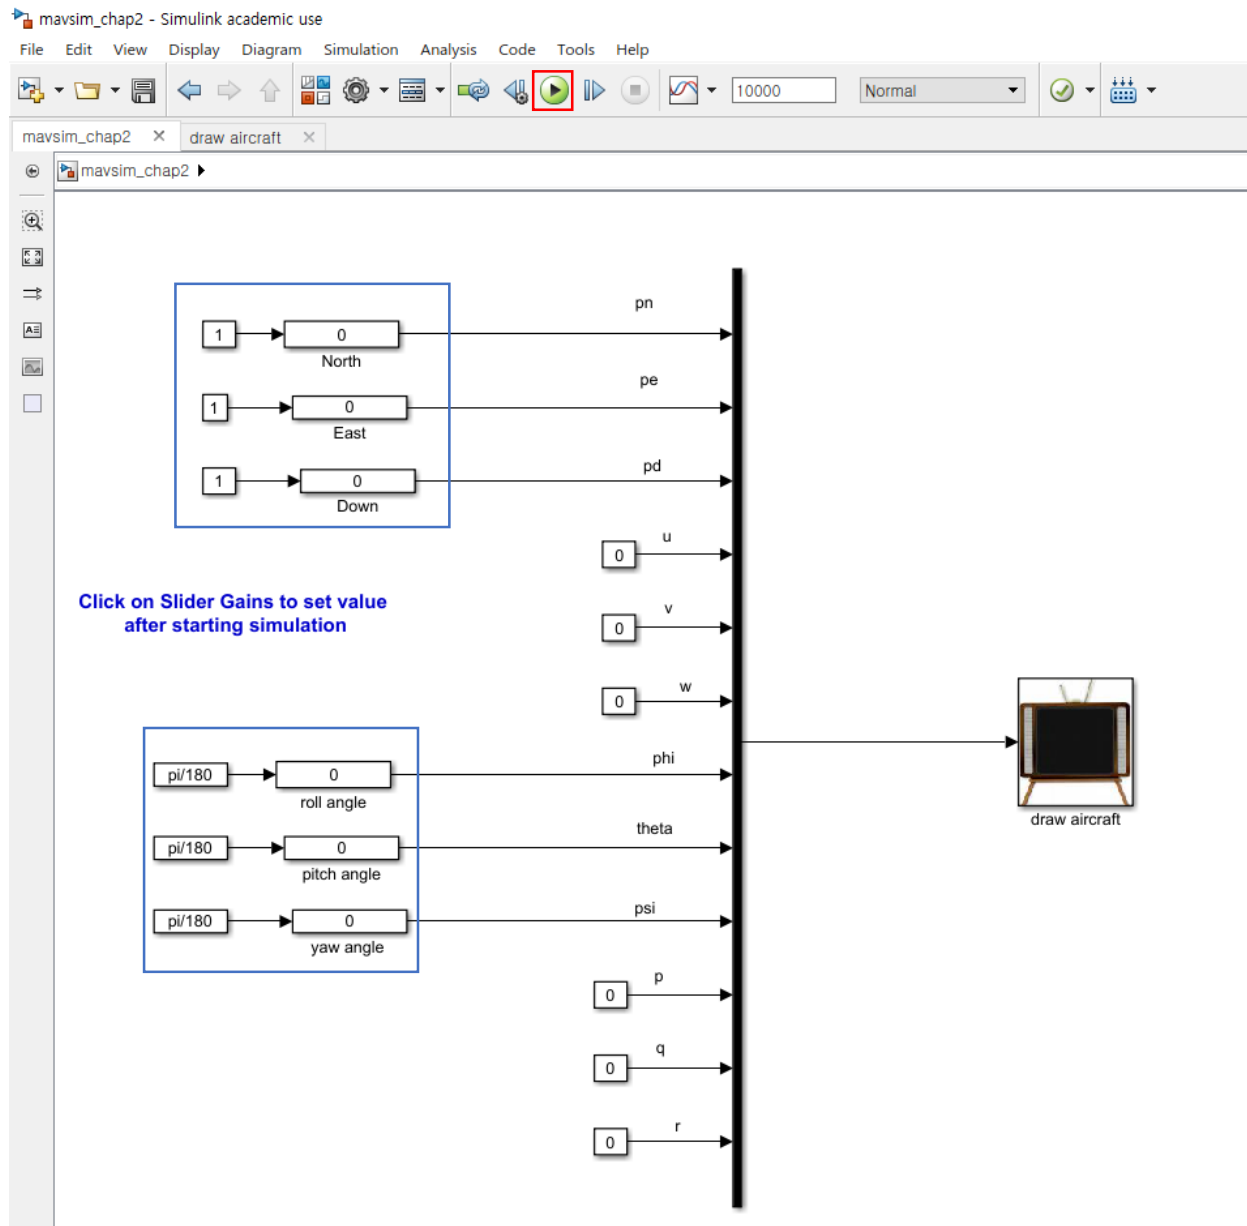 mavsim_chap2 - Simulink academic use
File Edit View Display Diagram Simulation Analysis Code Tools Help
10000 Normal
mavsim_chap2 draw aircraft
mavsim_chap2
pn
1 0
North
pe
1 0
East
pd
1 0
Down
u
0
Click on Slider Gains to set value
after starting simulation
v
0
w
0
phi
pi/180 0
roll angle
theta
pi/180 0
pitch angle
psi
pi/180 0
yaw angle
draw aircraft
p
0
q
0
r
0